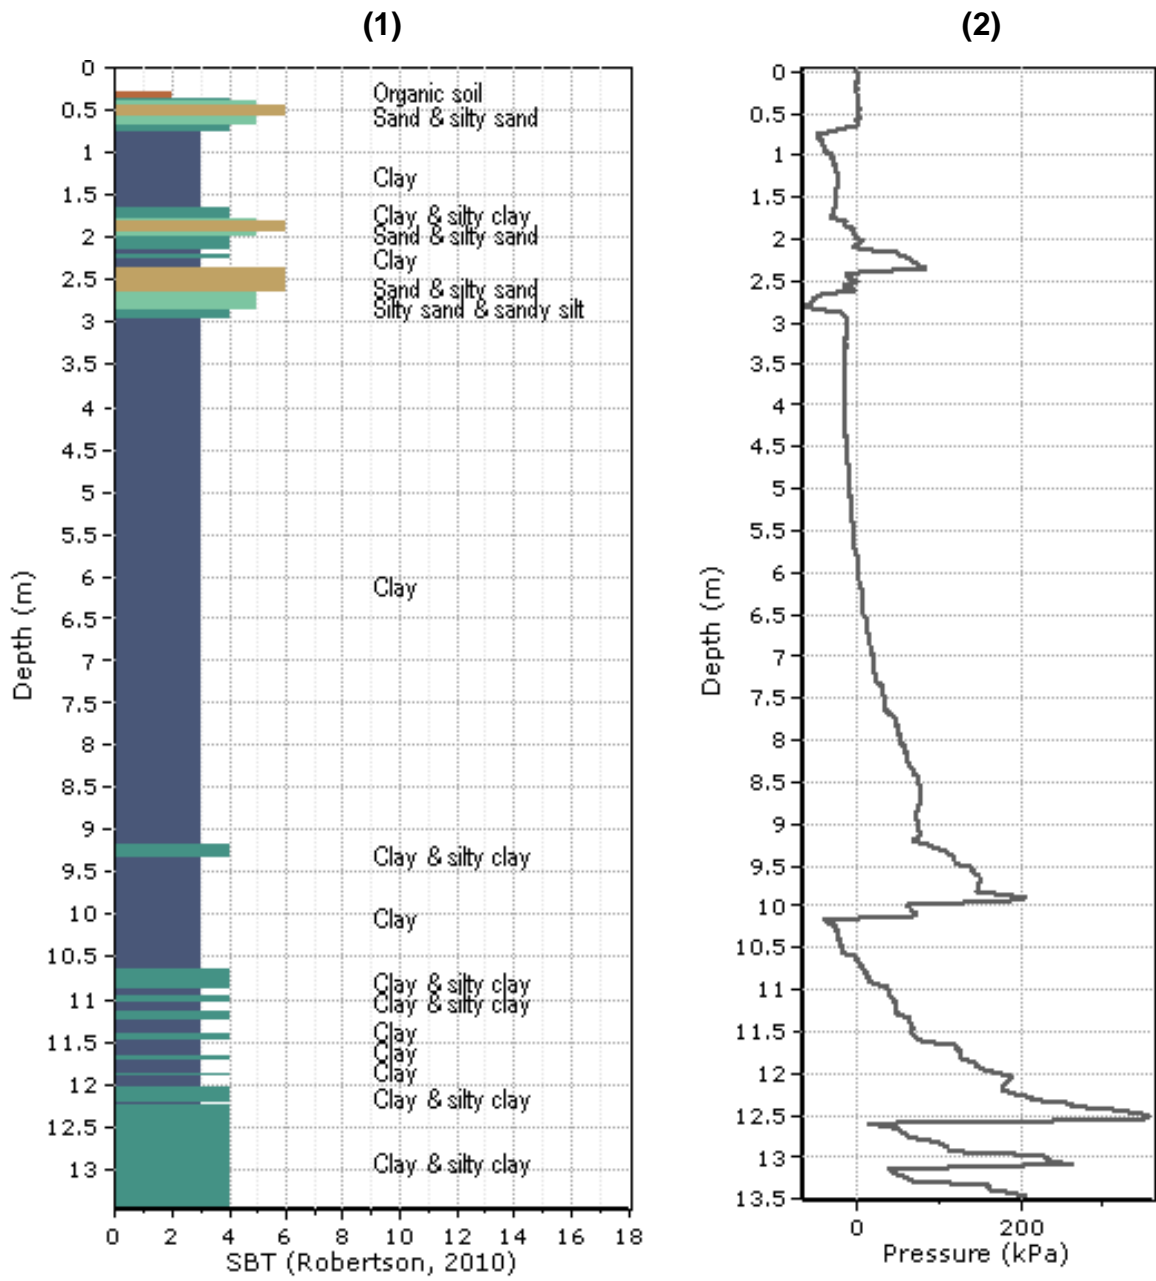 (1)
(2)
0
0.5
1
1.5
2
2.5
3
3.5
4
4.5
5
5.5
6
6.5
7
7.5
8
8.5
9
9.5
10
10.5
11
11.5
12
12.5
13
Depth (m)
Organic soil
Sand & silty sand
Clay
Clay & silty clay
Sand & silty sand
Clay
Sand & silty sand
Silty sand & sandy silt
Clay
Clay & silty clay
Clay
Clay & silty clay
Clay & silty clay
Clay
Clay
Clay
Clay & silty clay
Clay & silty clay
0 2 4 6 8 10 12 14 16 18
SBT (Robertson, 2010)
0
0.5
1
1.5
2
2.5
3
3.5
4
4.5
5
5.5
6
6.5
7
7.5
8
8.5
9
9.5
10
10.5
11
11.5
12
12.5
13
13.5
Depth (m)
0 200
Pressure (kPa)